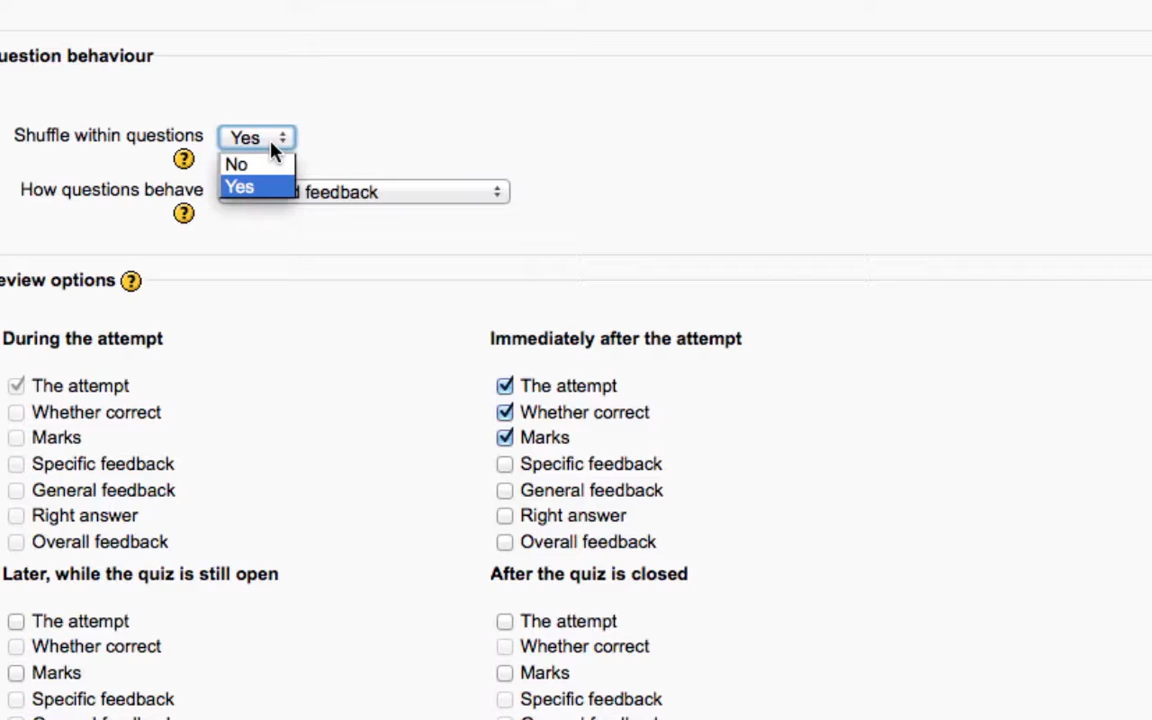 uestion behaviour
Shuffle within questions Yes
No
Yes
How questions behave d feedback
eview options
During the attempt
The attempt
Whether correct
Marks
Specific feedback
General feedback
Right answer
Overall feedback
Immediately after the attempt
The attempt
Whether correct
Marks
Specific feedback
General feedback
Right answer
Overall feedback
Later, while the quiz is still open
The attempt
Whether correct
Marks
Specific feedback
After the quiz is closed
The attempt
Whether correct
Marks
Specific feedback